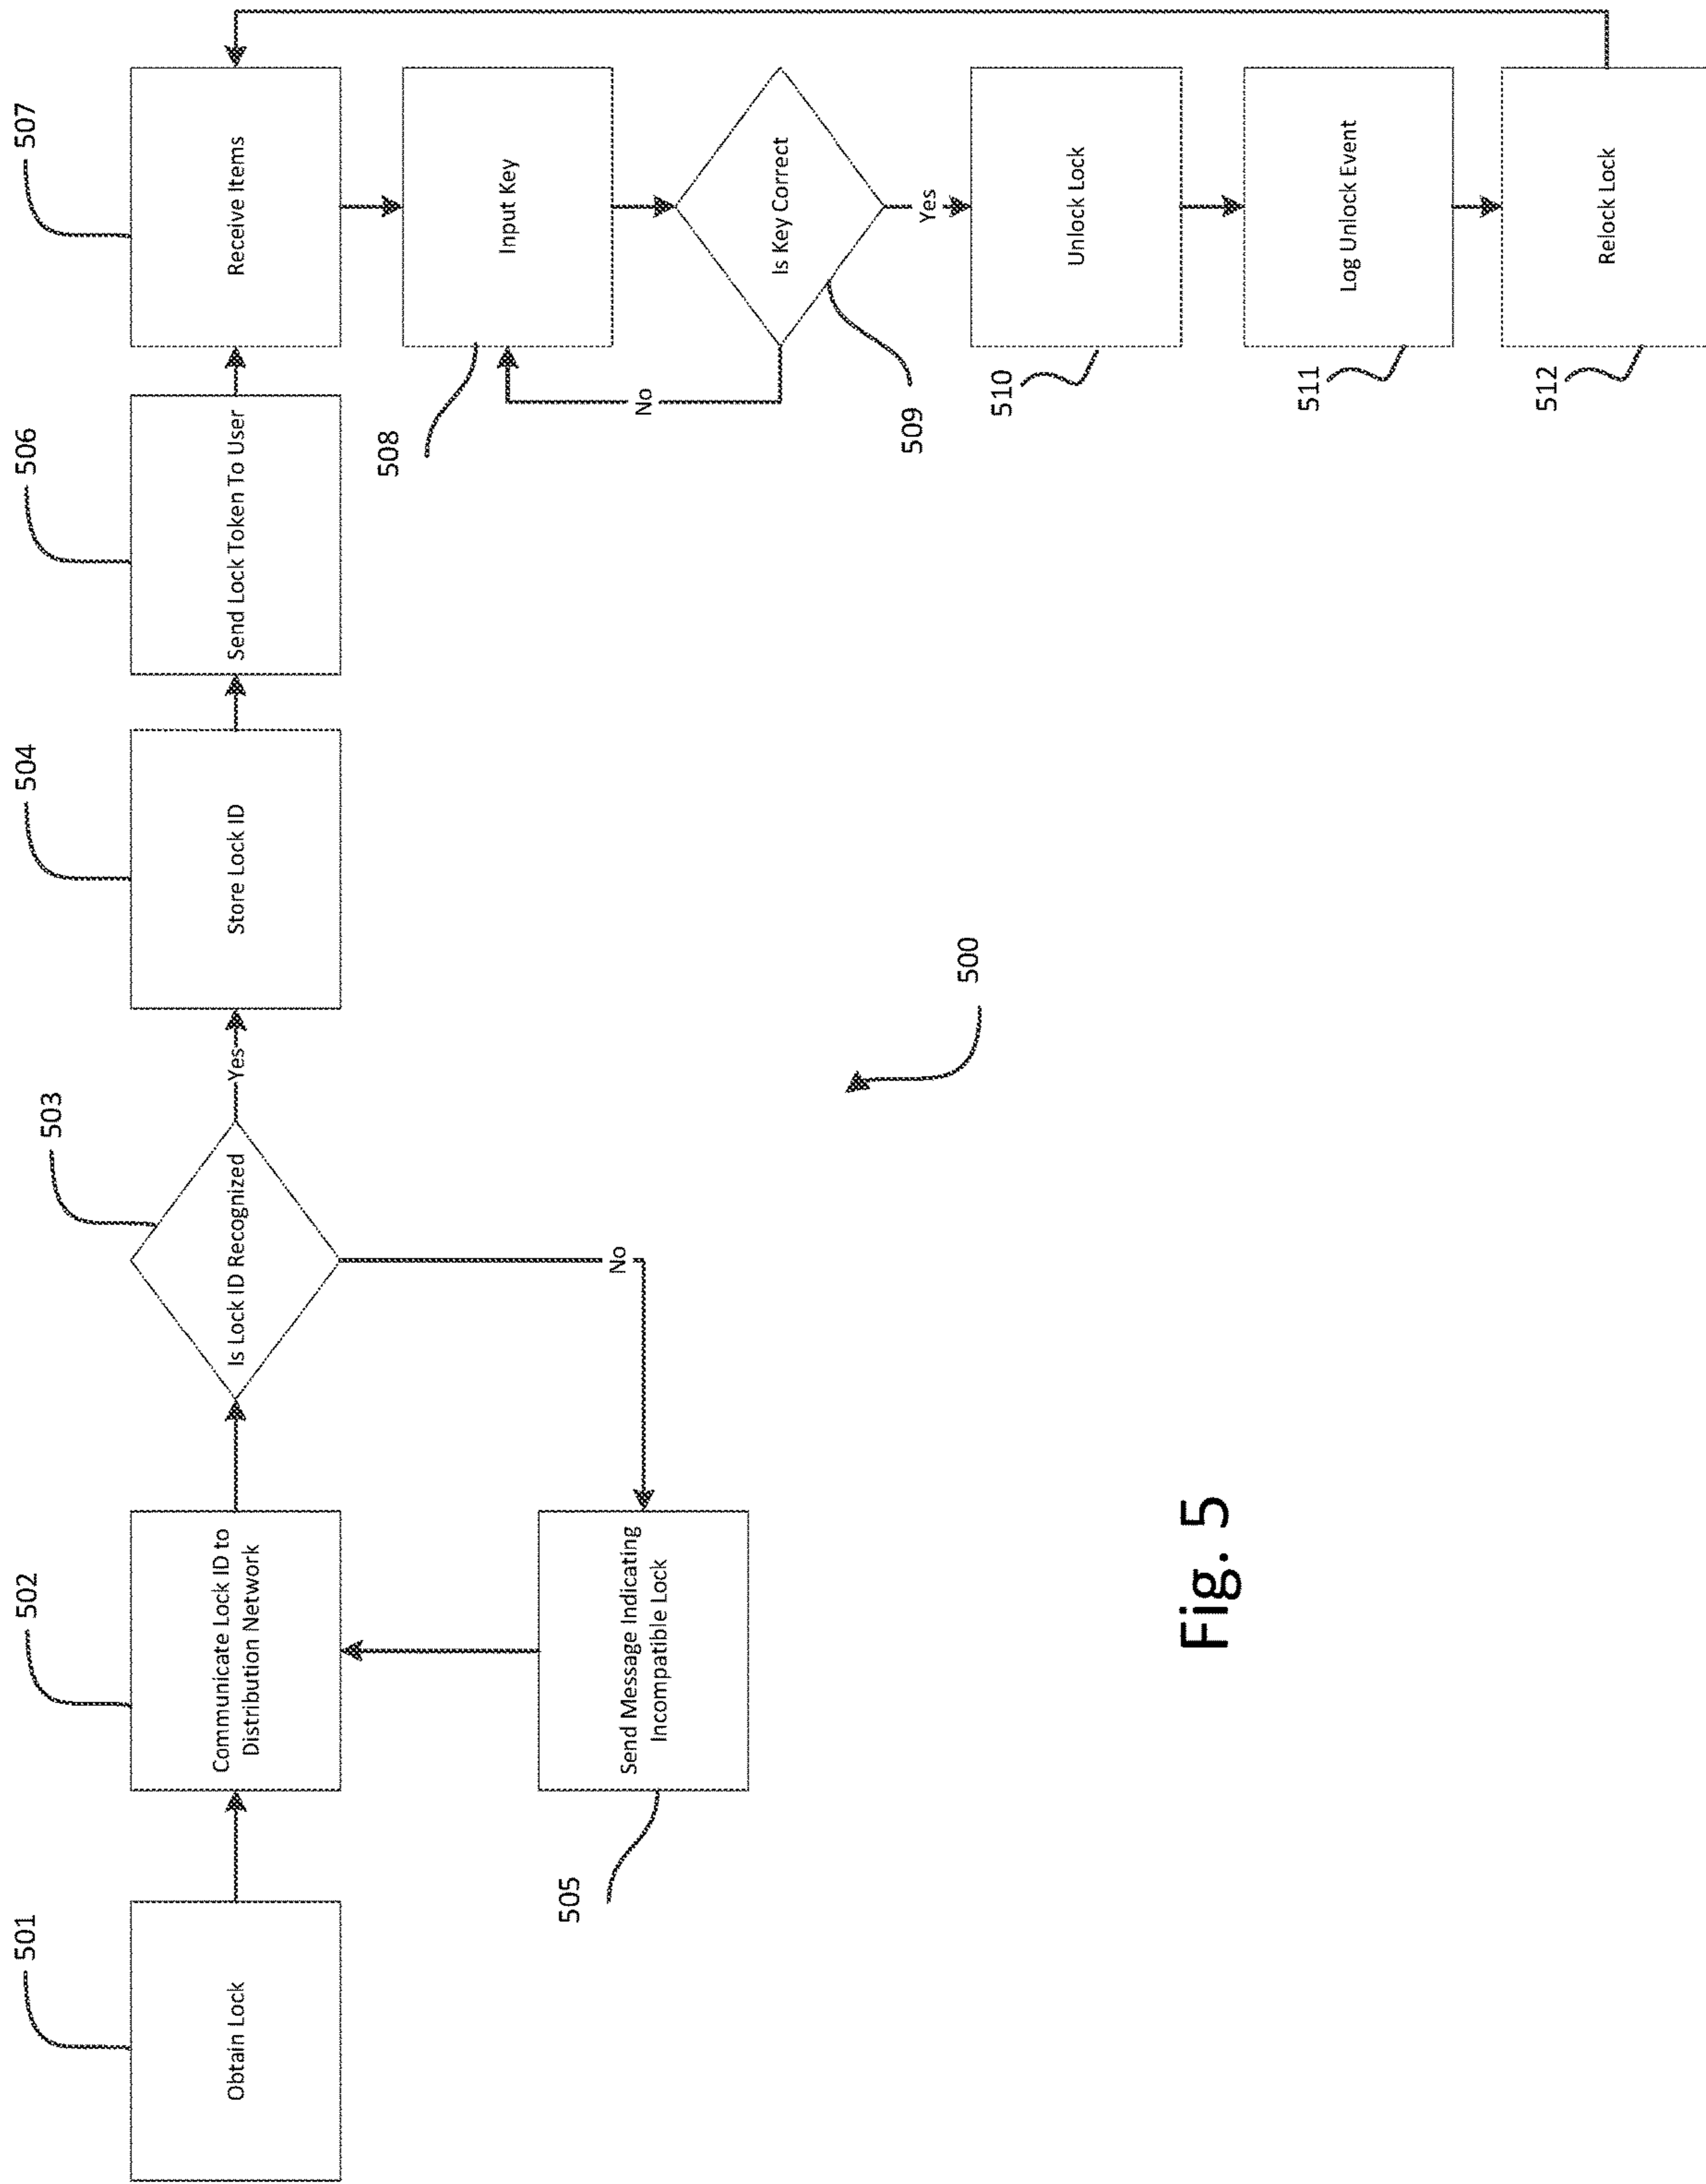 501
Obtain Lock
502
Communicate Lock ID to
Distribution Network
503
Is Lock ID Recognized
Yes
No
504
Store Lock ID
505
Send Message Indicating
Incompatible Lock
506
Send Lock Token To User
507
Receive Items
508
Input Key
509
Is Key Correct
No
Yes
510
Unlock Lock
511
Log Unlock Event
512
Relock Lock
500
Fig. 5